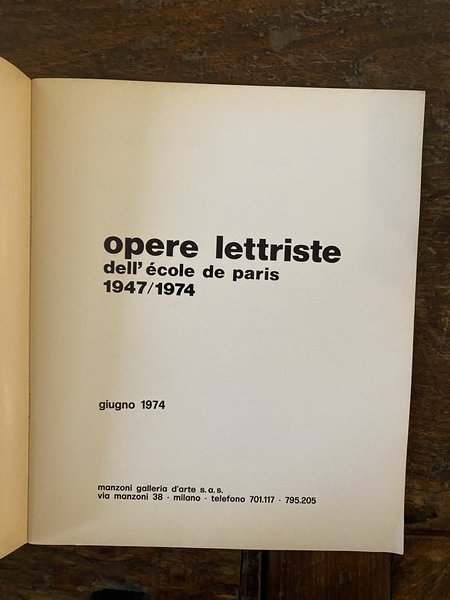 opere lettriste
dell'école de paris
1947/1974
giugno 1974
manzoni galleria d'arte s.a.s.
via manzoni 38 · milano · telefono 701.117 · 795.205